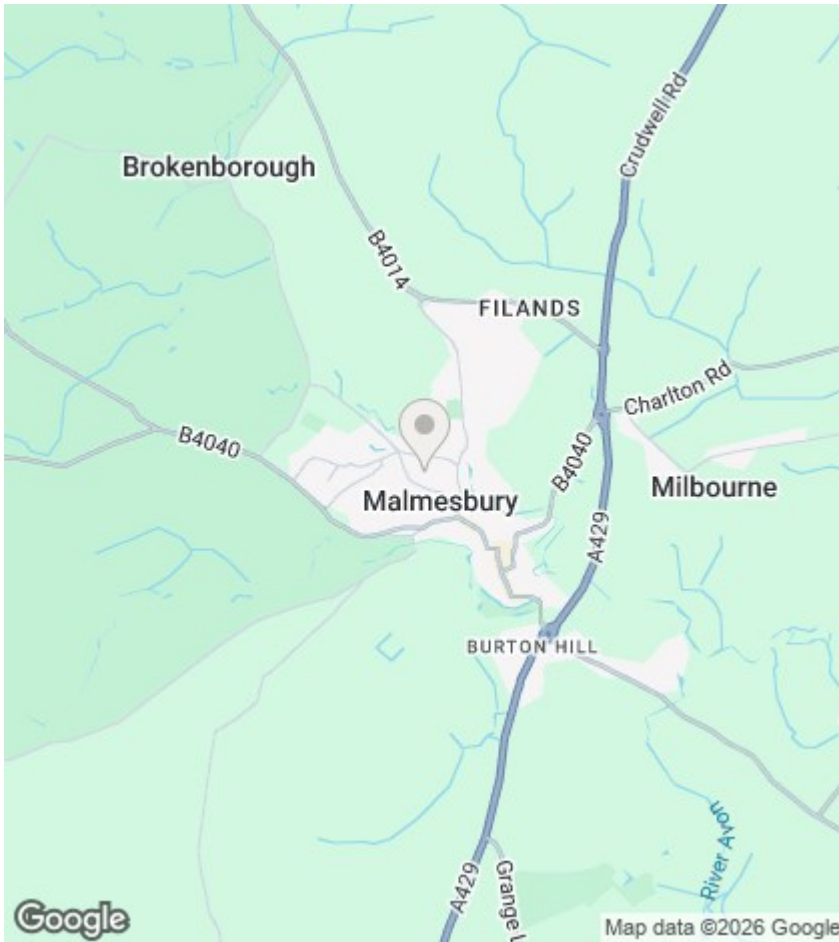 Crudwell Rd
Brokenborough
B4014
FILANDS
Charlton Rd
B4040
B4040
Malmesbury
Milbourne
A429
BURTON HILL
River Avon
A429
Grange L
Google
Map data ©2026 Google